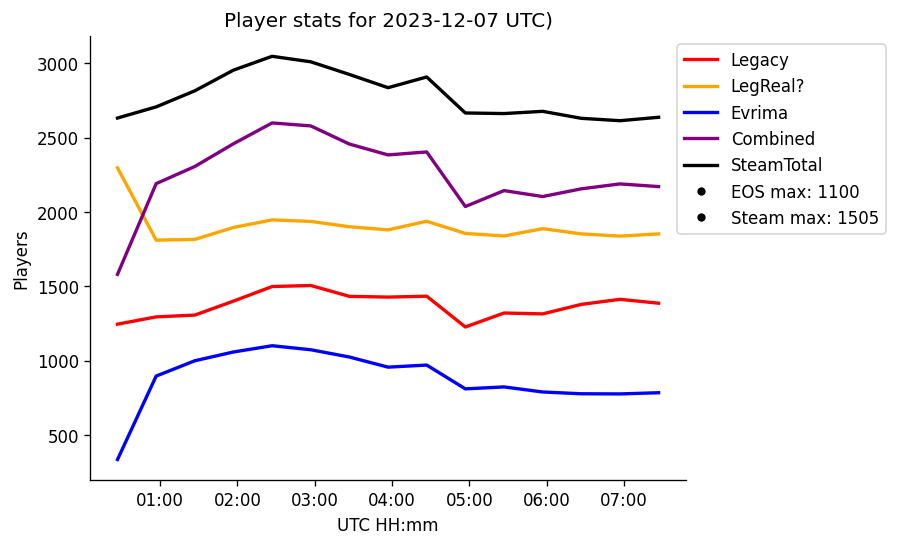 Player stats for 2023-12-07 UTC)
3000
2500
2000
1500
1000
500
Players
01:00 02:00 03:00 04:00 05:00 06:00 07:00
UTC HH:mm
Legacy
LegReal?
Evrima
Combined
SteamTotal
EOS max: 1100
Steam max: 1505